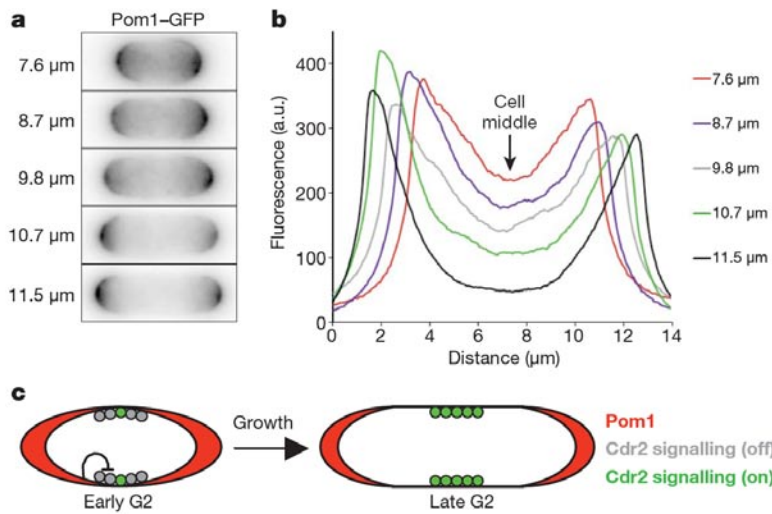 a
Pom1–GFP
7.6 µm
8.7 µm
9.8 µm
10.7 µm
11.5 µm
b
Fluorescence (a.u.)
400
300
200
100
0
Cell
middle
0 2 4 6 8 10 12 14
Distance (µm)
7.6 µm
8.7 µm
9.8 µm
10.7 µm
11.5 µm
c
Early G2
Growth
Late G2
Pom1
Cdr2 signalling (off)
Cdr2 signalling (on)